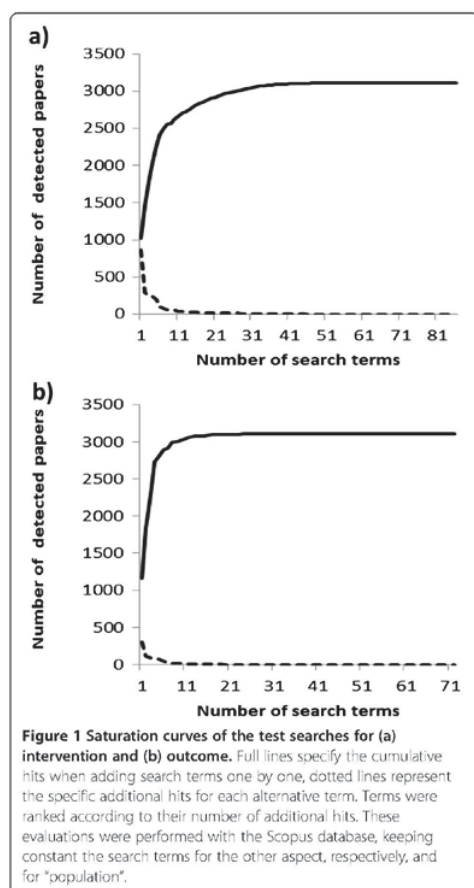 a)
Number of detected papers
3500
3000
2500
2000
1500
1000
500
0
1 11 21 31 41 51 61 71 81
Number of search terms
b)
Number of detected papers
3500
3000
2500
2000
1500
1000
500
0
1 11 21 31 41 51 61 71
Number of search terms
Figure 1 Saturation curves of the test searches for (a)
intervention and (b) outcome. Full lines specify the cumulative
hits when adding search terms one by one, dotted lines represent
the specific additional hits for each alternative term. Terms were
ranked according to their number of additional hits. These
evaluations were performed with the Scopus database, keeping
constant the search terms for the other aspect, respectively, and
for "population".